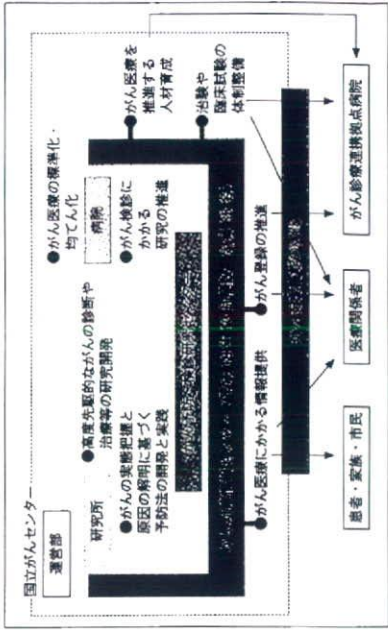 国立がんセンター
運営部
研究所
●高度先駆的ながんの診断や
治療等の研究開発
●がんの実態把握と
原因の解明に基づく
予防法の開発と実践
●がん医療の標準化・
均てん化
病院
●がん検診に
かかる
研究の推進
●がん医療を
推進する
人材育成
●治験や
臨床試験の
体制整備
●がん医療にかかる情報提供
●がん登録の推進
患者・家族・市民
医療関係者
がん診療連携拠点病院